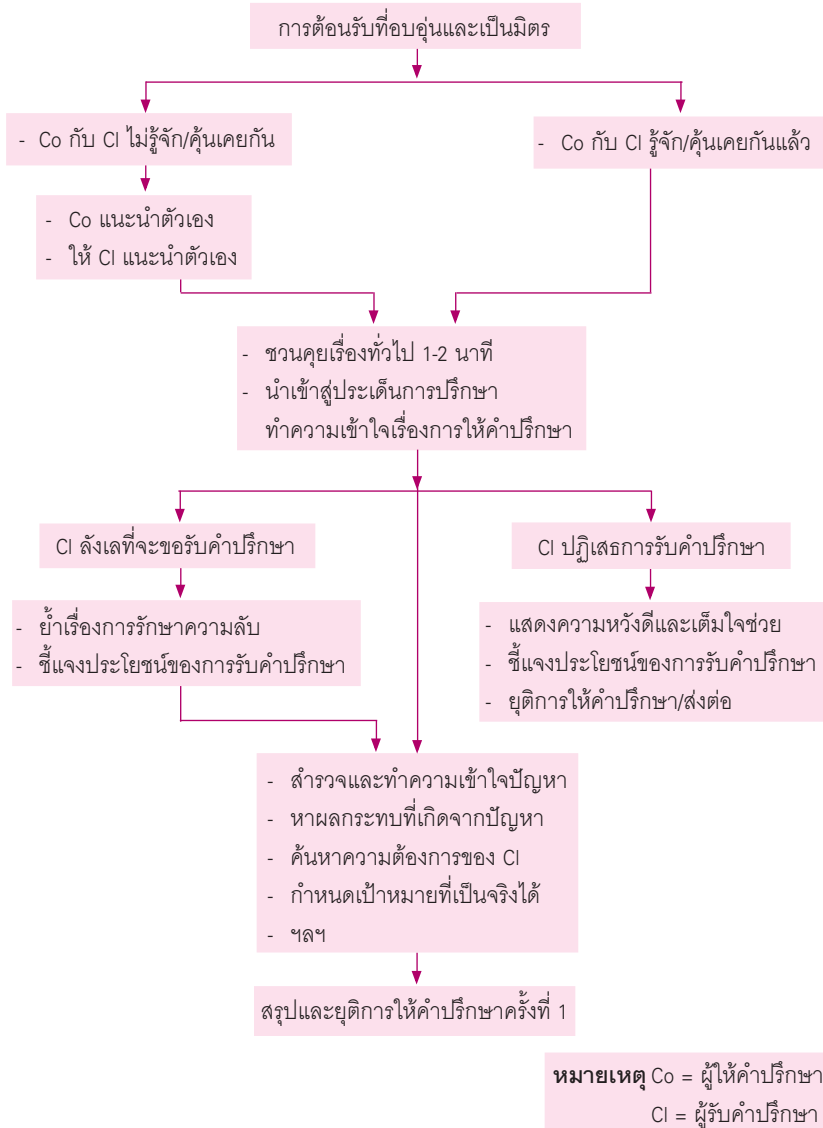 การต้อนรับที่อบอุ่นและเป็นมิตร
- Co กับ Cl ไม่รู้จัก/คุ้นเคยกัน
- Co กับ Cl รู้จัก/คุ้นเคยกันแล้ว
- Co แนะนำตัวเอง
- ให้ Cl แนะนำตัวเอง
- ชวนคุยเรื่องทั่วไป 1-2 นาที
- นำเข้าสู่ประเด็นการปรึกษา
ทำความเข้าใจเรื่องการให้คำปรึกษา
Cl ลังเลที่จะขอรับคำปรึกษา
Cl ปฏิเสธการรับคำปรึกษา
- ย้ำเรื่องการรักษาความลับ
- ชี้แจงประโยชน์ของการรับคำปรึกษา
- แสดงความหวังดีและเต็มใจช่วย
- ชี้แจงประโยชน์ของการรับคำปรึกษา
- ยุติการให้คำปรึกษา/ส่งต่อ
- สำรวจและทำความเข้าใจปัญหา
- หาผลกระทบที่เกิดจากปัญหา
- ค้นหาความต้องการของ Cl
- กำหนดเป้าหมายที่เป็นจริงได้
- ฯลฯ
สรุปและยุติการให้คำปรึกษาครั้งที่ 1
หมายเหตุ Co = ผู้ให้คำปรึกษา
Cl = ผู้รับคำปรึกษา